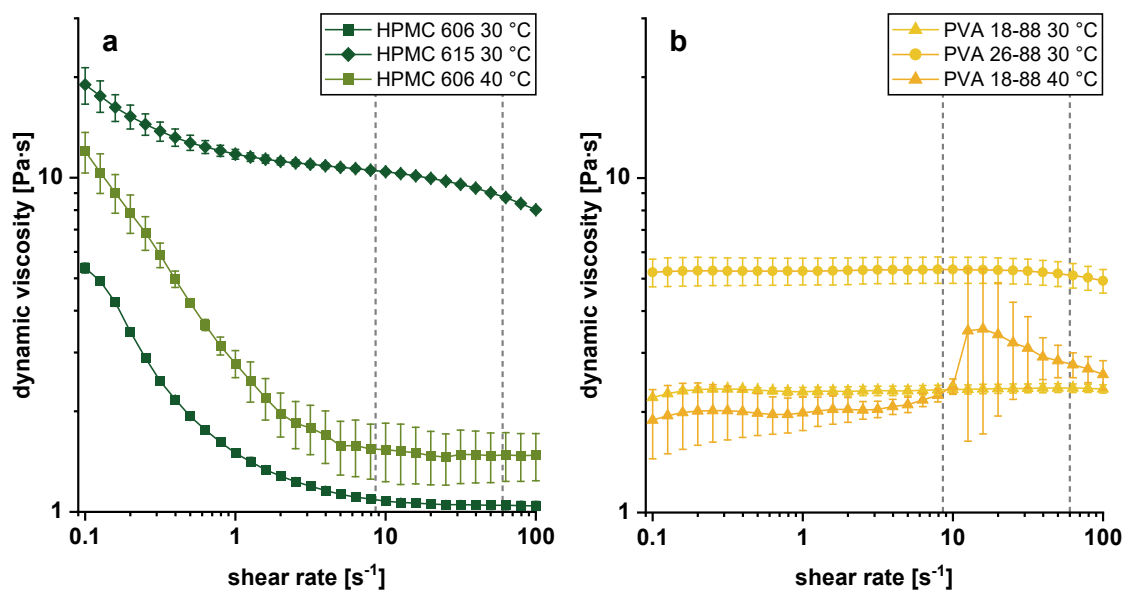 a
HPMC 606 30 °C
HPMC 615 30 °C
HPMC 606 40 °C
dynamic viscosity [Pa·s]
10
1
0.1
1
10
100
shear rate [s⁻¹]
b
PVA 18-88 30 °C
PVA 26-88 30 °C
PVA 18-88 40 °C
dynamic viscosity [Pa·s]
10
1
0.1
1
10
100
shear rate [s⁻¹]